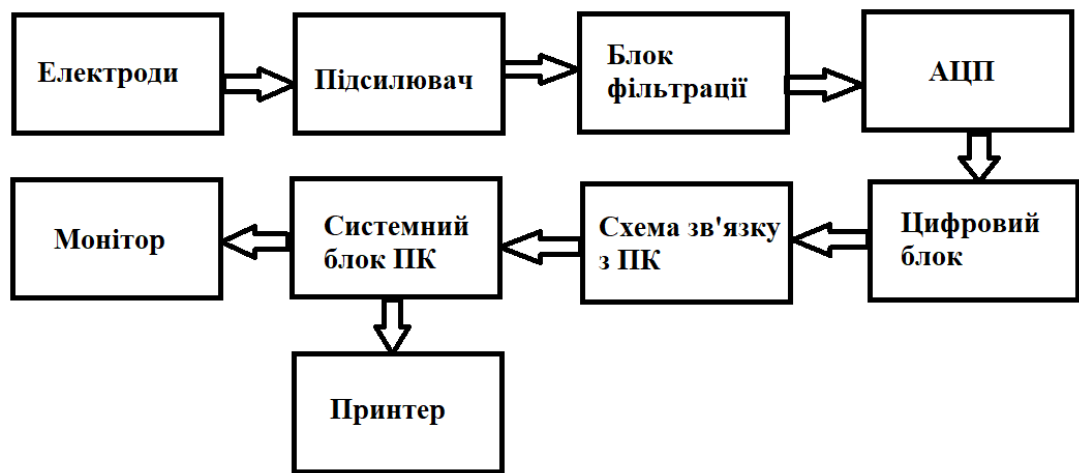 Електроди
Підсилювач
Блок
фільтрації
АЦП
Монітор
Системний
блок ПК
Схема зв'язку
з ПК
Цифровий
блок
Принтер